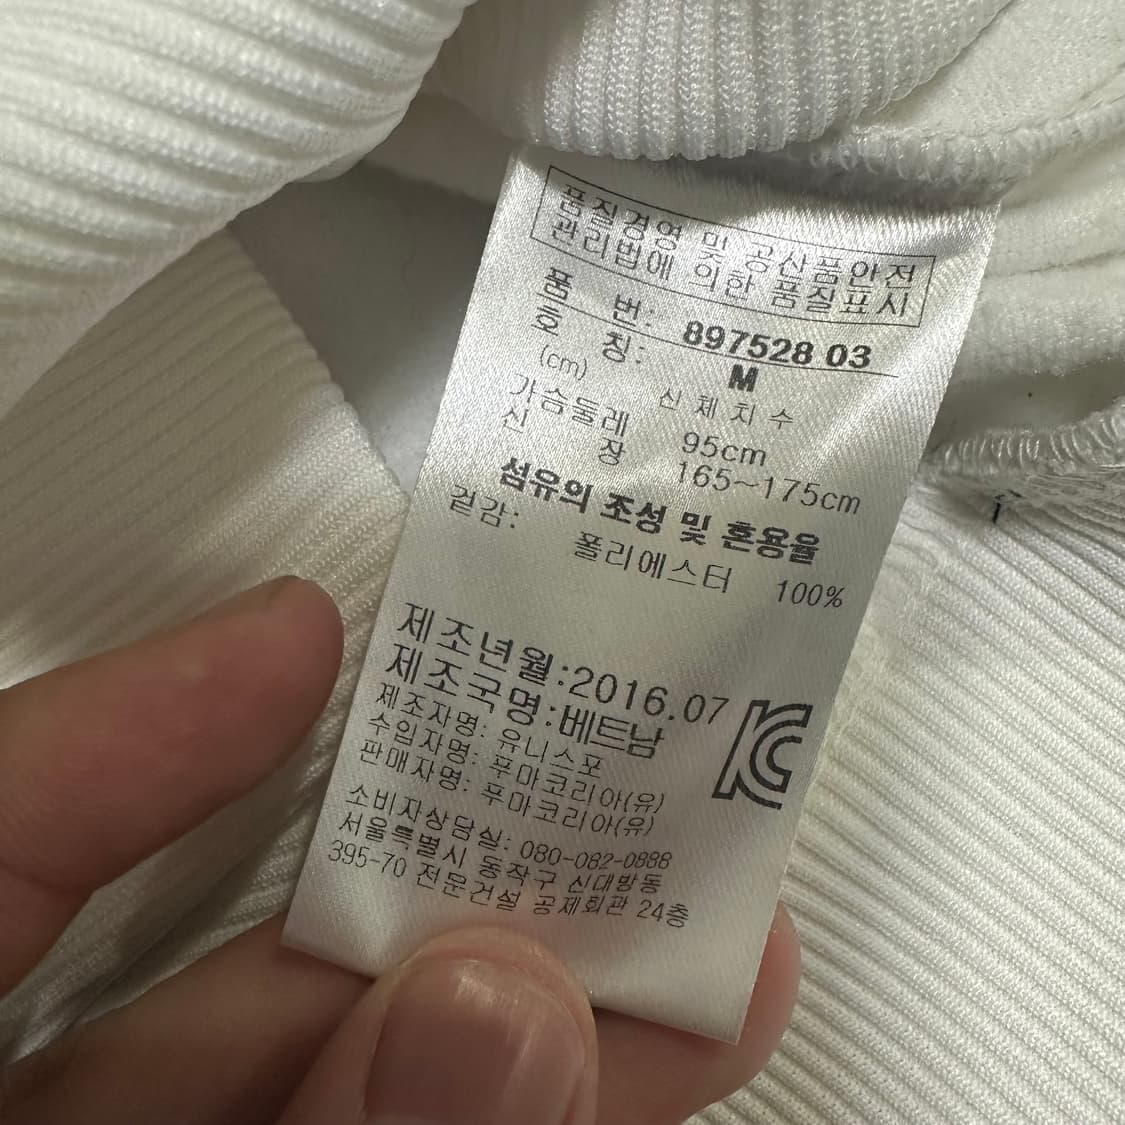 품질경영 및 공산품안전
관리법에 의한 품질표시
품 번: 897528 03
호 칭: M
(cm) 신체치수
가슴둘레 95cm
신 장 165~175cm
섬유의 조성 및 혼용율
겉감: 폴리에스터 100%
제조년월:2016.07
제조국명:베트남
제조자명: 유니스포
수입자명: 푸마코리아(유)
판매자명: 푸마코리아(유)
소비자상담실: 080-082-0888
서울특별시 동작구 신대방동
395-70 전문건설 공제회관 24층
KC